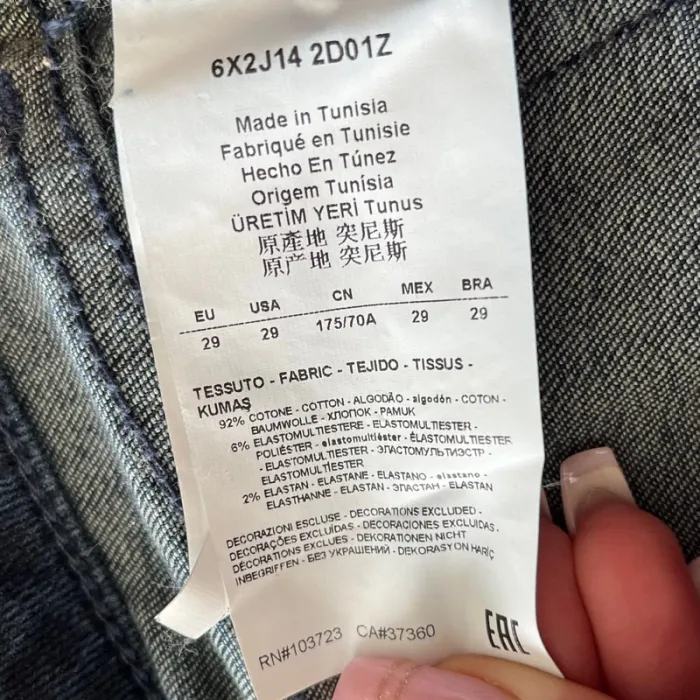 6X2J14 2D01Z
Made in Tunisia
Fabriqué en Tunisie
Hecho En Túnez
Origem Tunísia
ÜRETİM YERİ Tunus
原產地 突尼斯
原产地 突尼斯
EU USA CN MEX BRA
29 29 175/70A 29 29
TESSUTO - FABRIC - TEJIDO - TISSUS -
KUMAŞ
92% COTONE - COTTON - ALGODÃO - algodón - COTON -
BAUMWOLLE - ХЛОПОК - PAMUK
6% ELASTOMULTIESTERE - ELASTOMULTIESTER -
POLIÉSTER - elastomultiéster - ÉLASTOMULTIESTER
- ELASTOMULTIESTER - ЭЛАСТОМУЛЬТИЭСТР -
ELASTOMULTİESTER
2% ELASTAN - ELASTANE - ELASTANO - elastano -
ELASTHANNE - ELASTAN - ЭЛАСТАН - ELASTAN
DECORAZIONI ESCLUSE - DECORATIONS EXCLUDED -
DECORAÇÕES EXCLUÍDAS - DECORACIONES EXCLUIDAS.
DÉCORATIONS EXCLUES - DEKORATIONEN NICHT
INBEGRIFFEN - БЕЗ УКРАШЕНИЙ - DEKORASYON HARİÇ
RN#103723 CA#37360 EAC